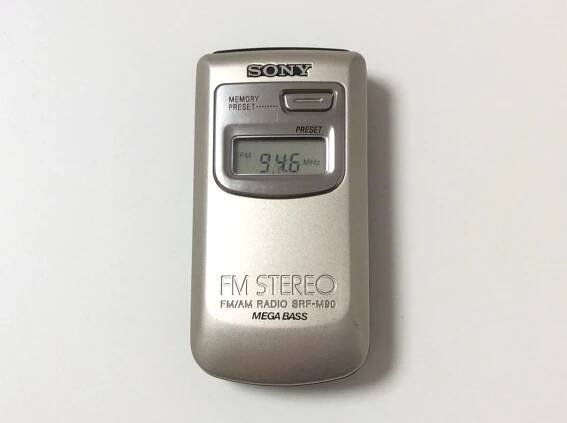 SONY
MEMORY
PRESET
PRESET
FM 94.6 MHz
FM STEREO
FM/AM RADIO SRF-M90
MEGA BASS